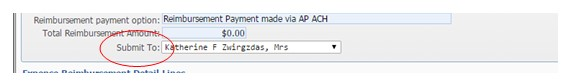 Reimbursement payment option: Reimbursement Payment made via AP ACH
Total Reimbursement Amount: $0.00
Submit To: Katherine F Zwirgzdas, Mrs
Expense Reimbursement Detail Lines